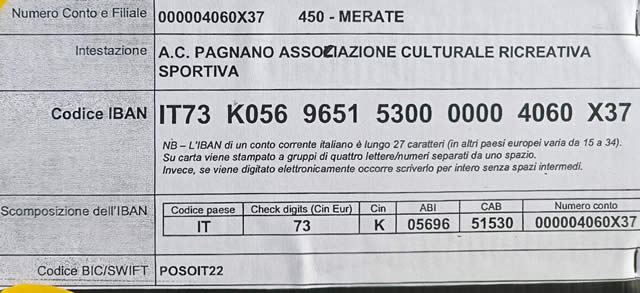 Numero Conto e Filiale 000004060X37 450 - MERATE
Intestazione A.C. PAGNANO ASSOCIAZIONE CULTURALE RICREATIVA
SPORTIVA
Codice IBAN IT73 K056 9651 5300 0000 4060 X37
NB – L'IBAN di un conto corrente italiano è lungo 27 caratteri (in altri paesi europei varia da 15 a 34).
Su carta viene stampato a gruppi di quattro lettere/numeri separati da uno spazio.
Invece, se viene digitato elettronicamente occorre scriverlo per intero senza spazi intermedi.
Scomposizione dell'IBAN Codice paese Check digits (Cin Eur) Cin ABI CAB Numero conto
IT 73 K 05696 51530 000004060X37
Codice BIC/SWIFT POSOIT22